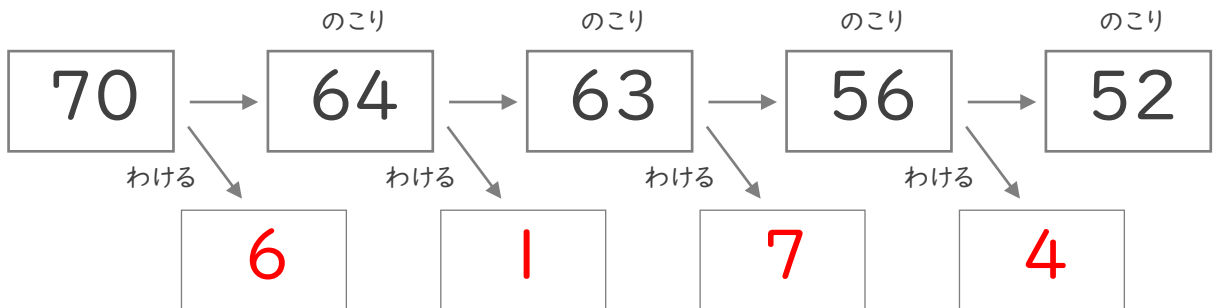 のこり のこり のこり のこり
70 64 63 56 52
わける わける わける わける
6 1 7 4